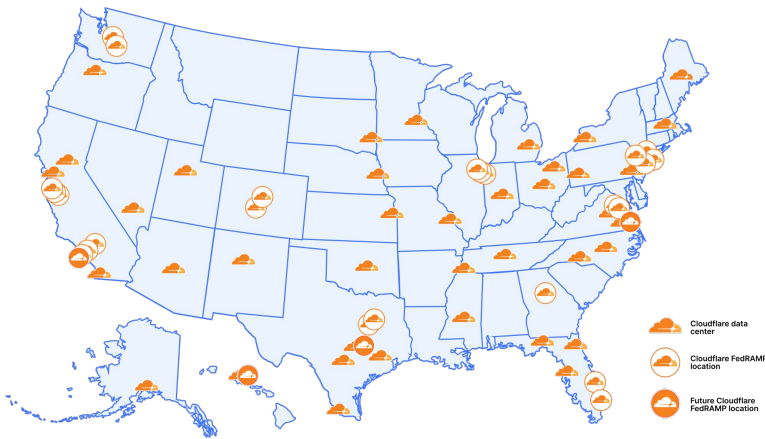 Cloudflare data
center
Cloudflare FedRAMP
location
Future Cloudflare
FedRAMP location